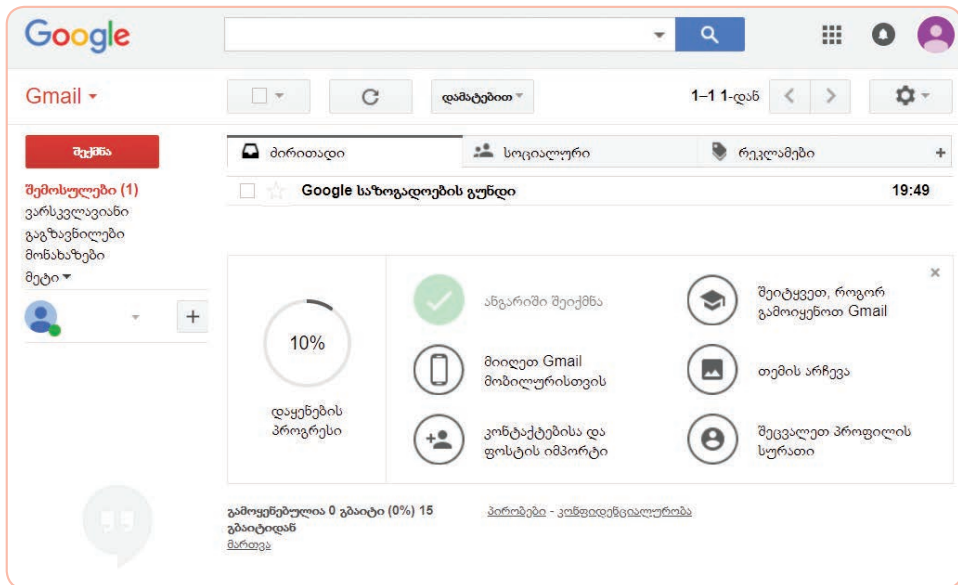 Google
Gmail
დამატებით
1–1 1-დან
შექმნა
პირითადი
სოციალური
რეკლამები
+
შემოსულები (1)
ვარსკვლავიანი
გაგზავნილები
მონახაზები
მეტი
+
Google საზოგადოების გუნდი
19:49
10%
დაყენების
პროგრესი
ანგარიში შეიქმნა
მიიღეთ Gmail
მობილურისთვის
კონტაქტებისა და
ფოსტის იმპორტი
შეიტყვეთ, როგორ
გამოიყენოთ Gmail
თემის არჩევა
შეცვალეთ პროფილის
სურათი
გამოყენებულია 0 გბაიტი (0%) 15
გბაიტიდან
მართვა
პირობები - კონფიდენციალურობა